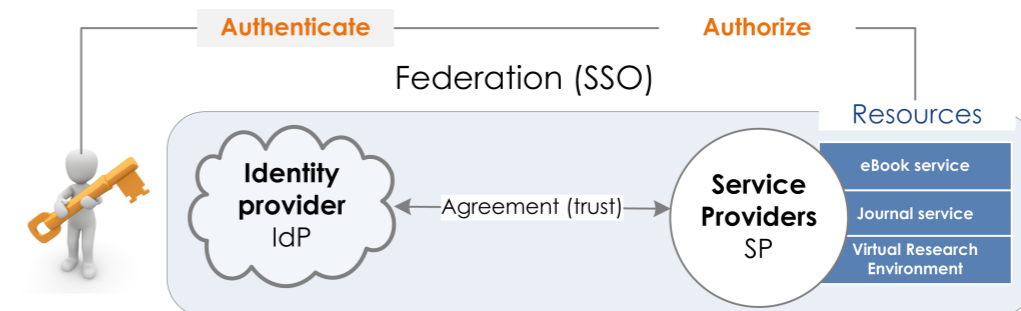 Authenticate
Authorize
Federation (SSO)
Resources
Identity
provider
IdP
Agreement (trust)
Service
Providers
SP
eBook service
Journal service
Virtual Research
Environment